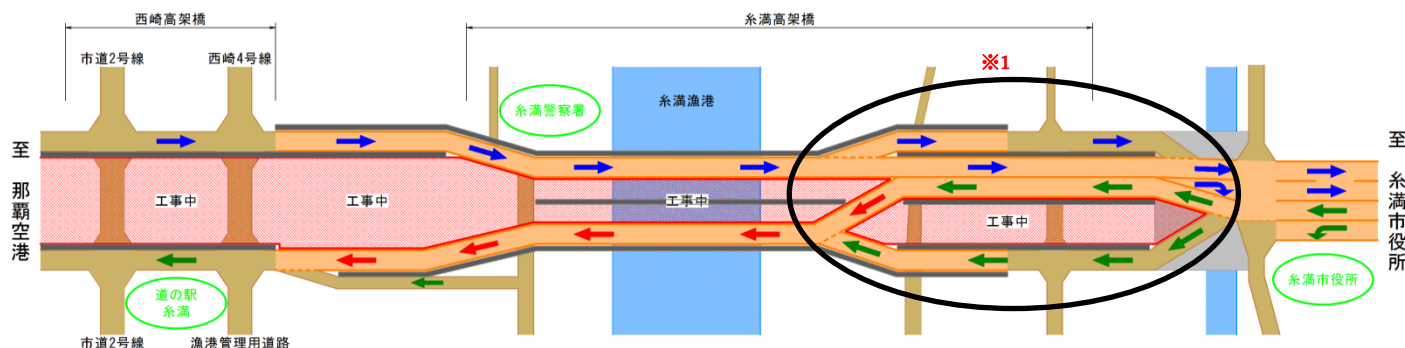 西崎高架橋
糸満高架橋
市道2号線
西崎4号線
※1
糸満警察署
糸満漁港
至 那覇空港
至 糸満市役所
工事中
工事中
工事中
工事中
道の駅
糸満
糸満市役所
市道2号線
漁港管理用道路